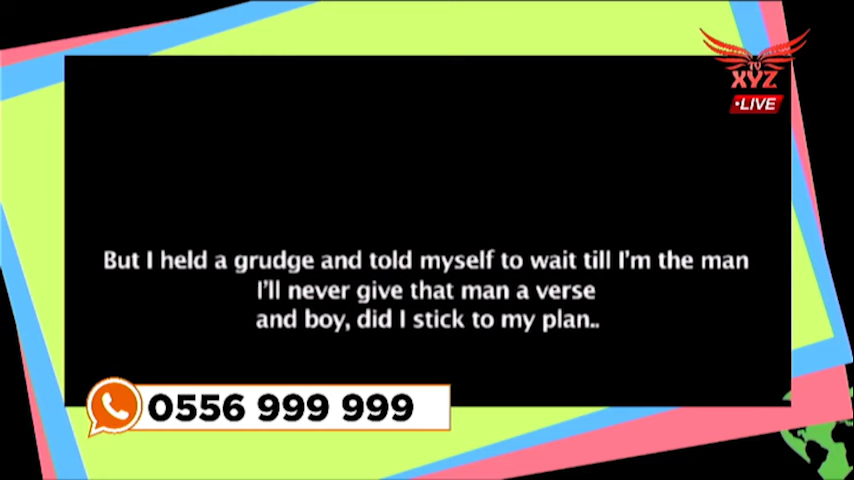 TV
XYZ
•LIVE
But I held a grudge and told myself to wait till I'm the man
I'll never give that man a verse
and boy, did I stick to my plan..
0556 999 999